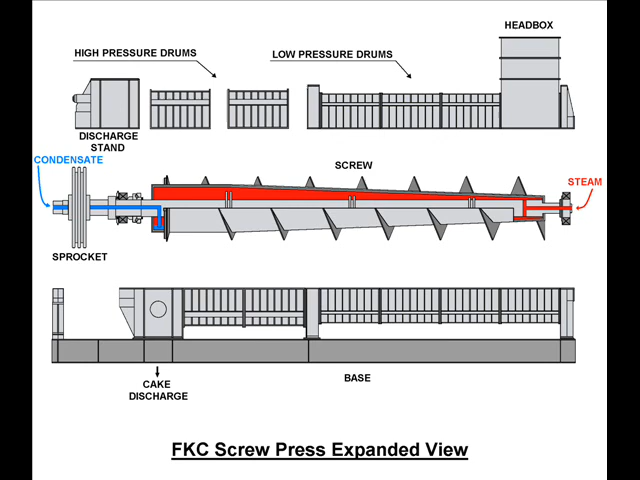 HEADBOX
HIGH PRESSURE DRUMS
LOW PRESSURE DRUMS
DISCHARGE
STAND
CONDENSATE
SCREW
STEAM
SPROCKET
CAKE
DISCHARGE
BASE
FKC Screw Press Expanded View